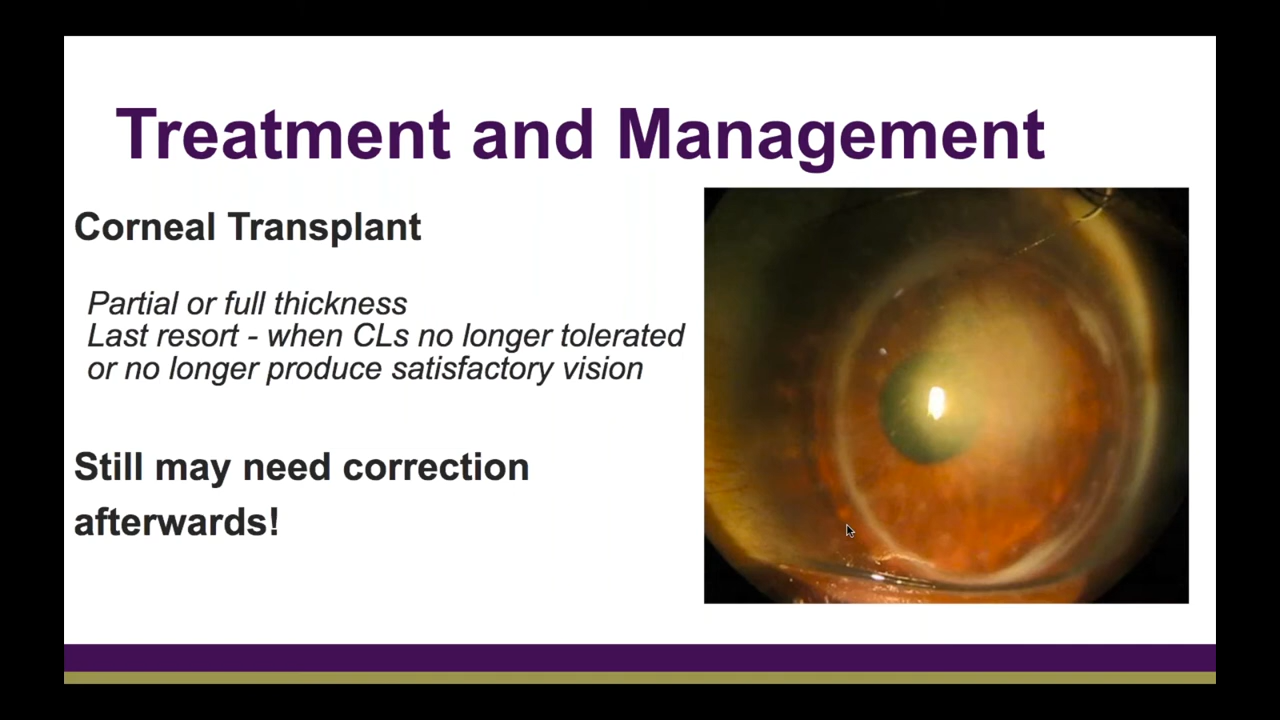 Treatment and Management
Corneal Transplant
Partial or full thickness
Last resort - when CLs no longer tolerated
or no longer produce satisfactory vision
Still may need correction
afterwards!